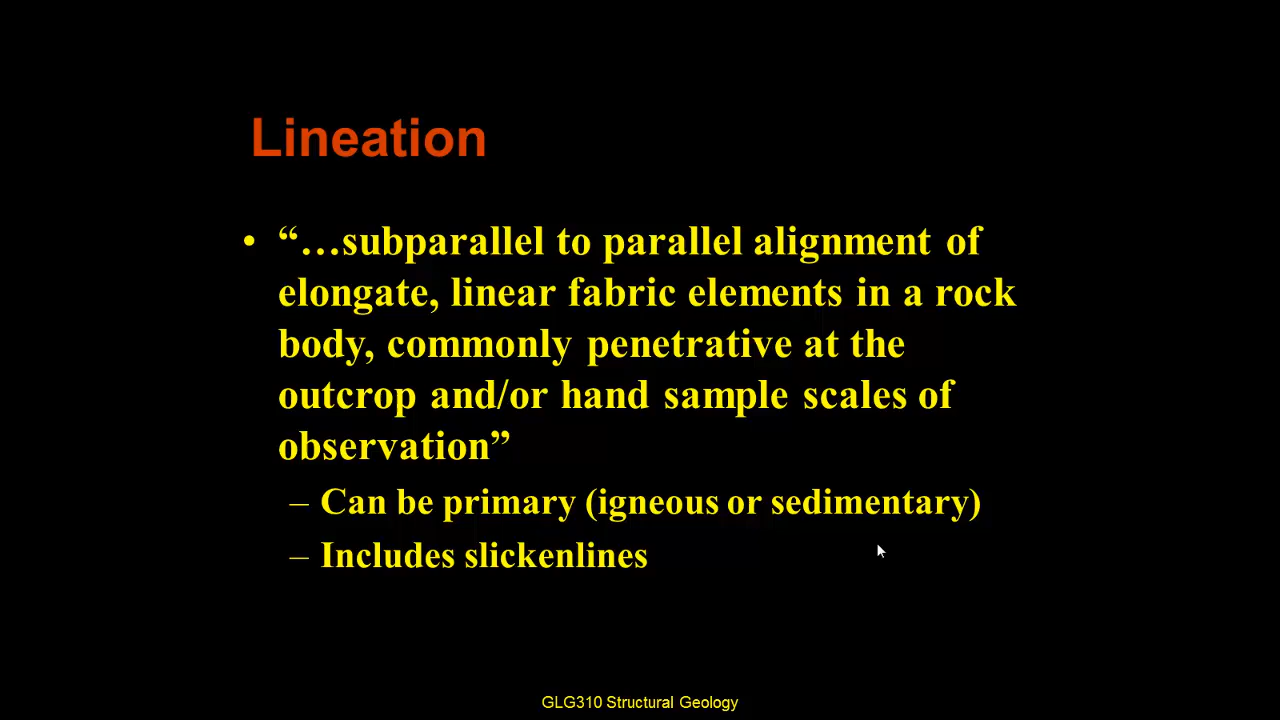 Lineation
• “…subparallel to parallel alignment of
elongate, linear fabric elements in a rock
body, commonly penetrative at the
outcrop and/or hand sample scales of
observation”
– Can be primary (igneous or sedimentary)
– Includes slickenlines
GLG310 Structural Geology